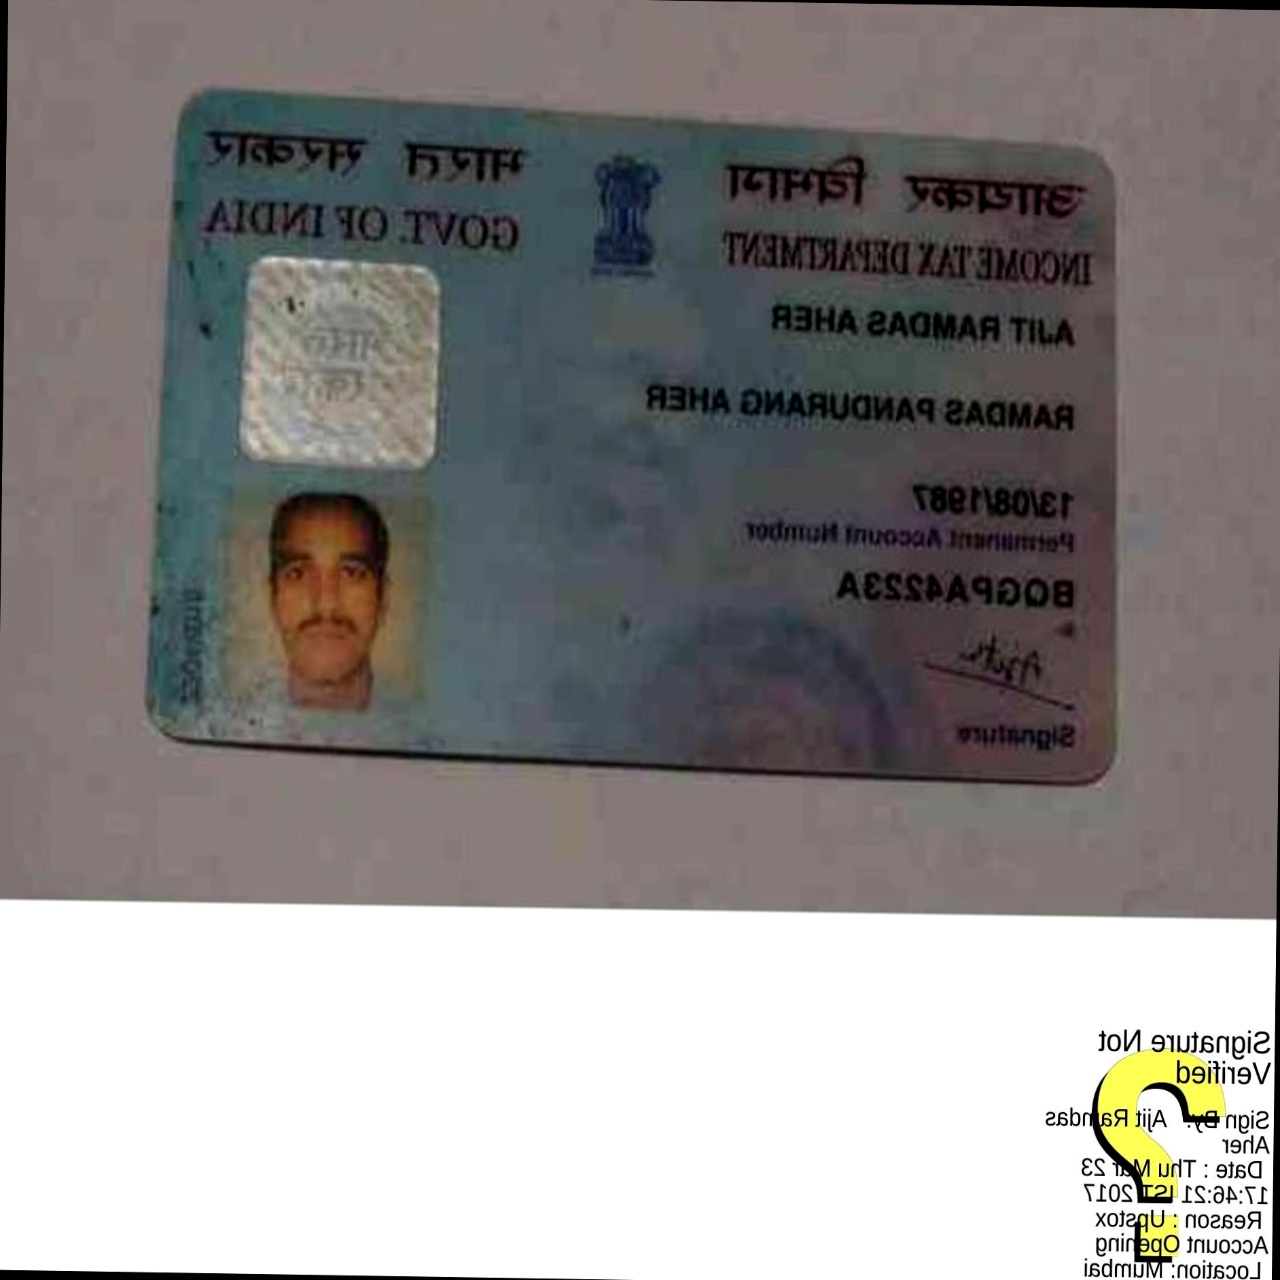 आयकर विभाग
INCOME TAX DEPARTMENT
भारत सरकार
GOVT. OF INDIA
AJIT RAMDAS AHER
RAMDAS PANDURANG AHER
13/08/1987
Permanent Account Number
BQGPA4223A
Signature
Signature Not
Verified
Sign By: Ajit Ramdas
Aher
Date : Thu Mar 23
17:46:21 IST 2017
Reason : Upstox
Account Opening
Location: Mumbai